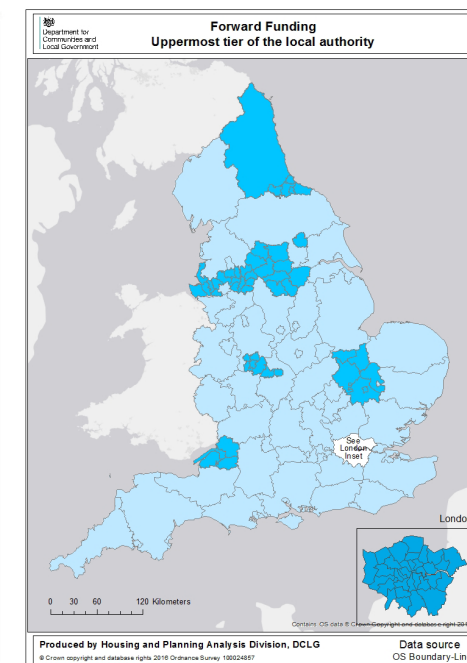 Department for
Communities and
Local Government
Forward Funding
Uppermost tier of the local authority
See
London
Inset
Londo
0 30 60 120 Kilometers
Contains OS data © Crown Copyright and database right 201
Produced by Housing and Planning Analysis Division, DCLG
© Crown copyright and database rights 2016 Ordnance Survey 100024857
Data source
OS Boundary-Lin